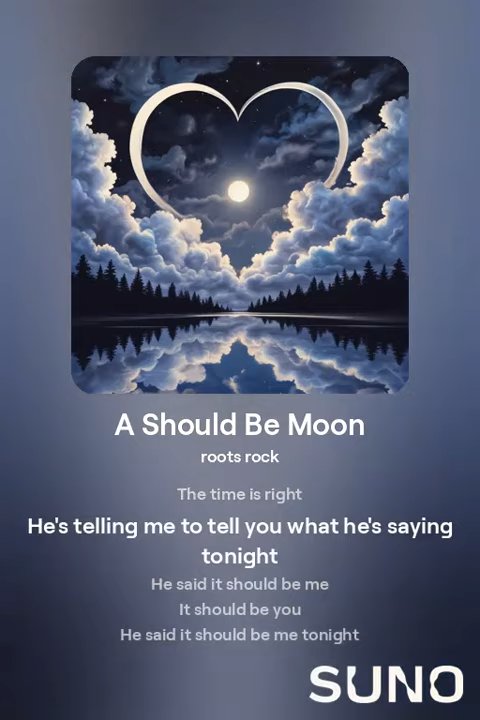 A Should Be Moon
roots rock
The time is right
He's telling me to tell you what he's saying
tonight
He said it should be me
It should be you
He said it should be me tonight
SUNO